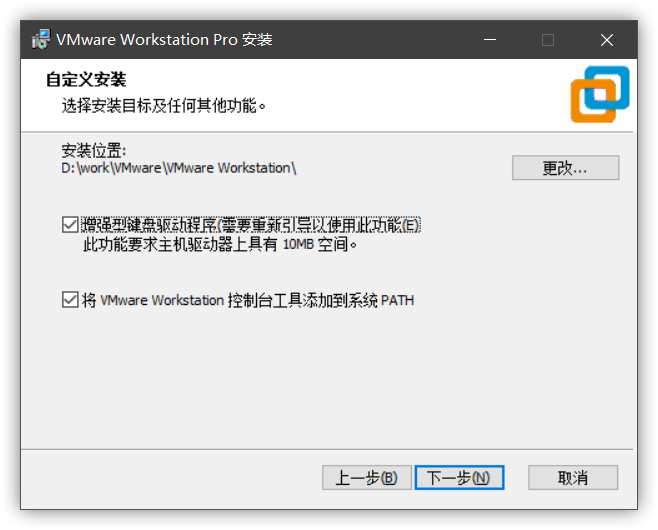 VMware Workstation Pro 安装
自定义安装
选择安装目标及任何其他功能。
安装位置:
D:\work\VMware\VMware Workstation\
更改...
增强型键盘驱动程序(需要重新引导以使用此功能(E)
此功能要求主机驱动器上具有 10MB 空间。
将 VMware Workstation 控制台工具添加到系统 PATH
上一步(B)
下一步(N)
取消